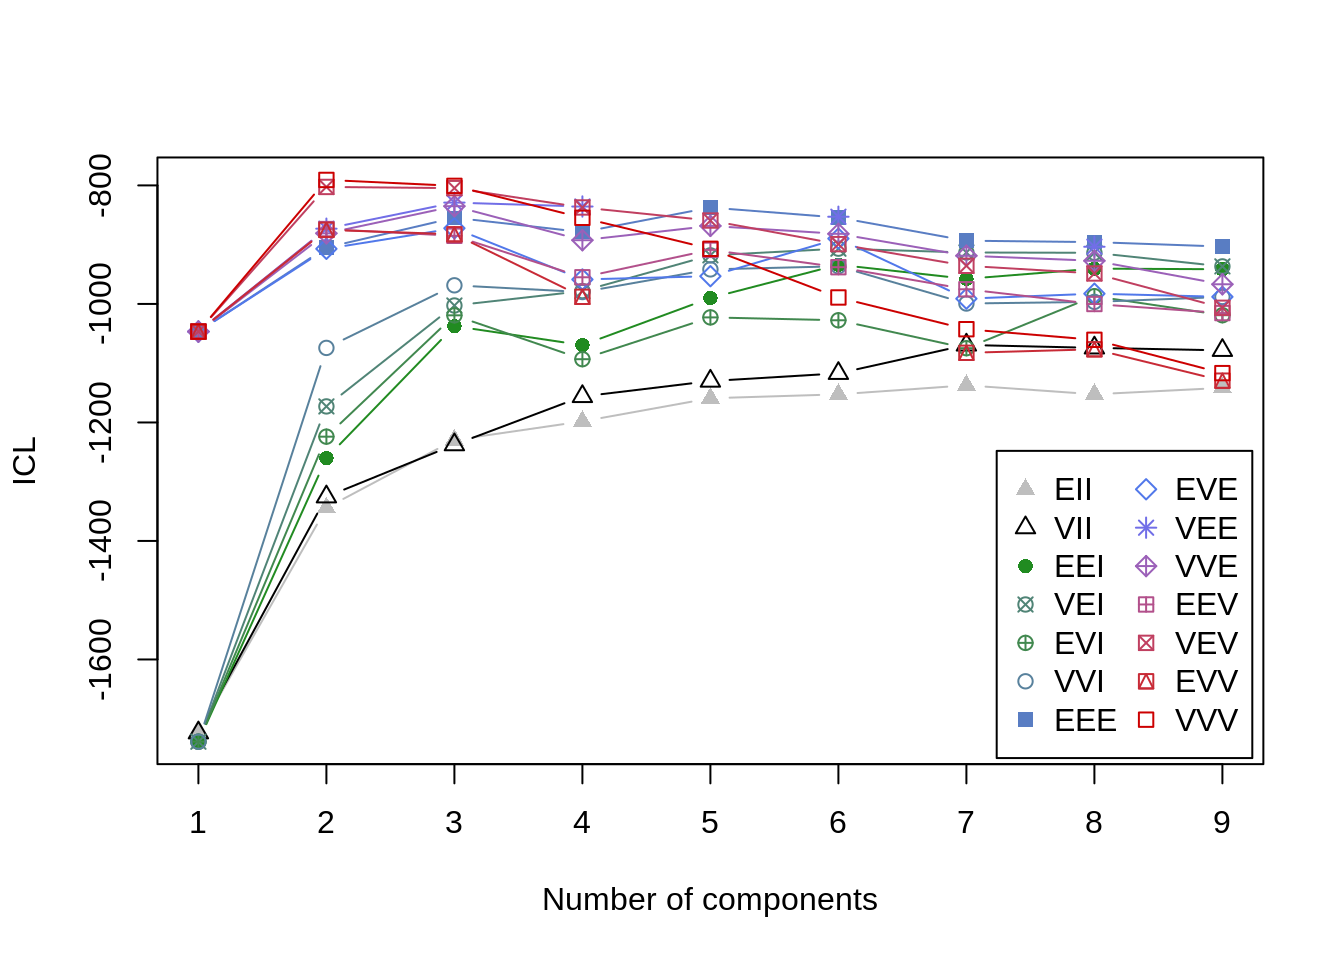 -800
-1000
-1200
-1400
-1600
ICL
1 2 3 4 5 6 7 8 9
Number of components
EII EVE
VII VEE
EEI VVE
VEI EEV
EVI VEV
VVI EVV
EEE VVV